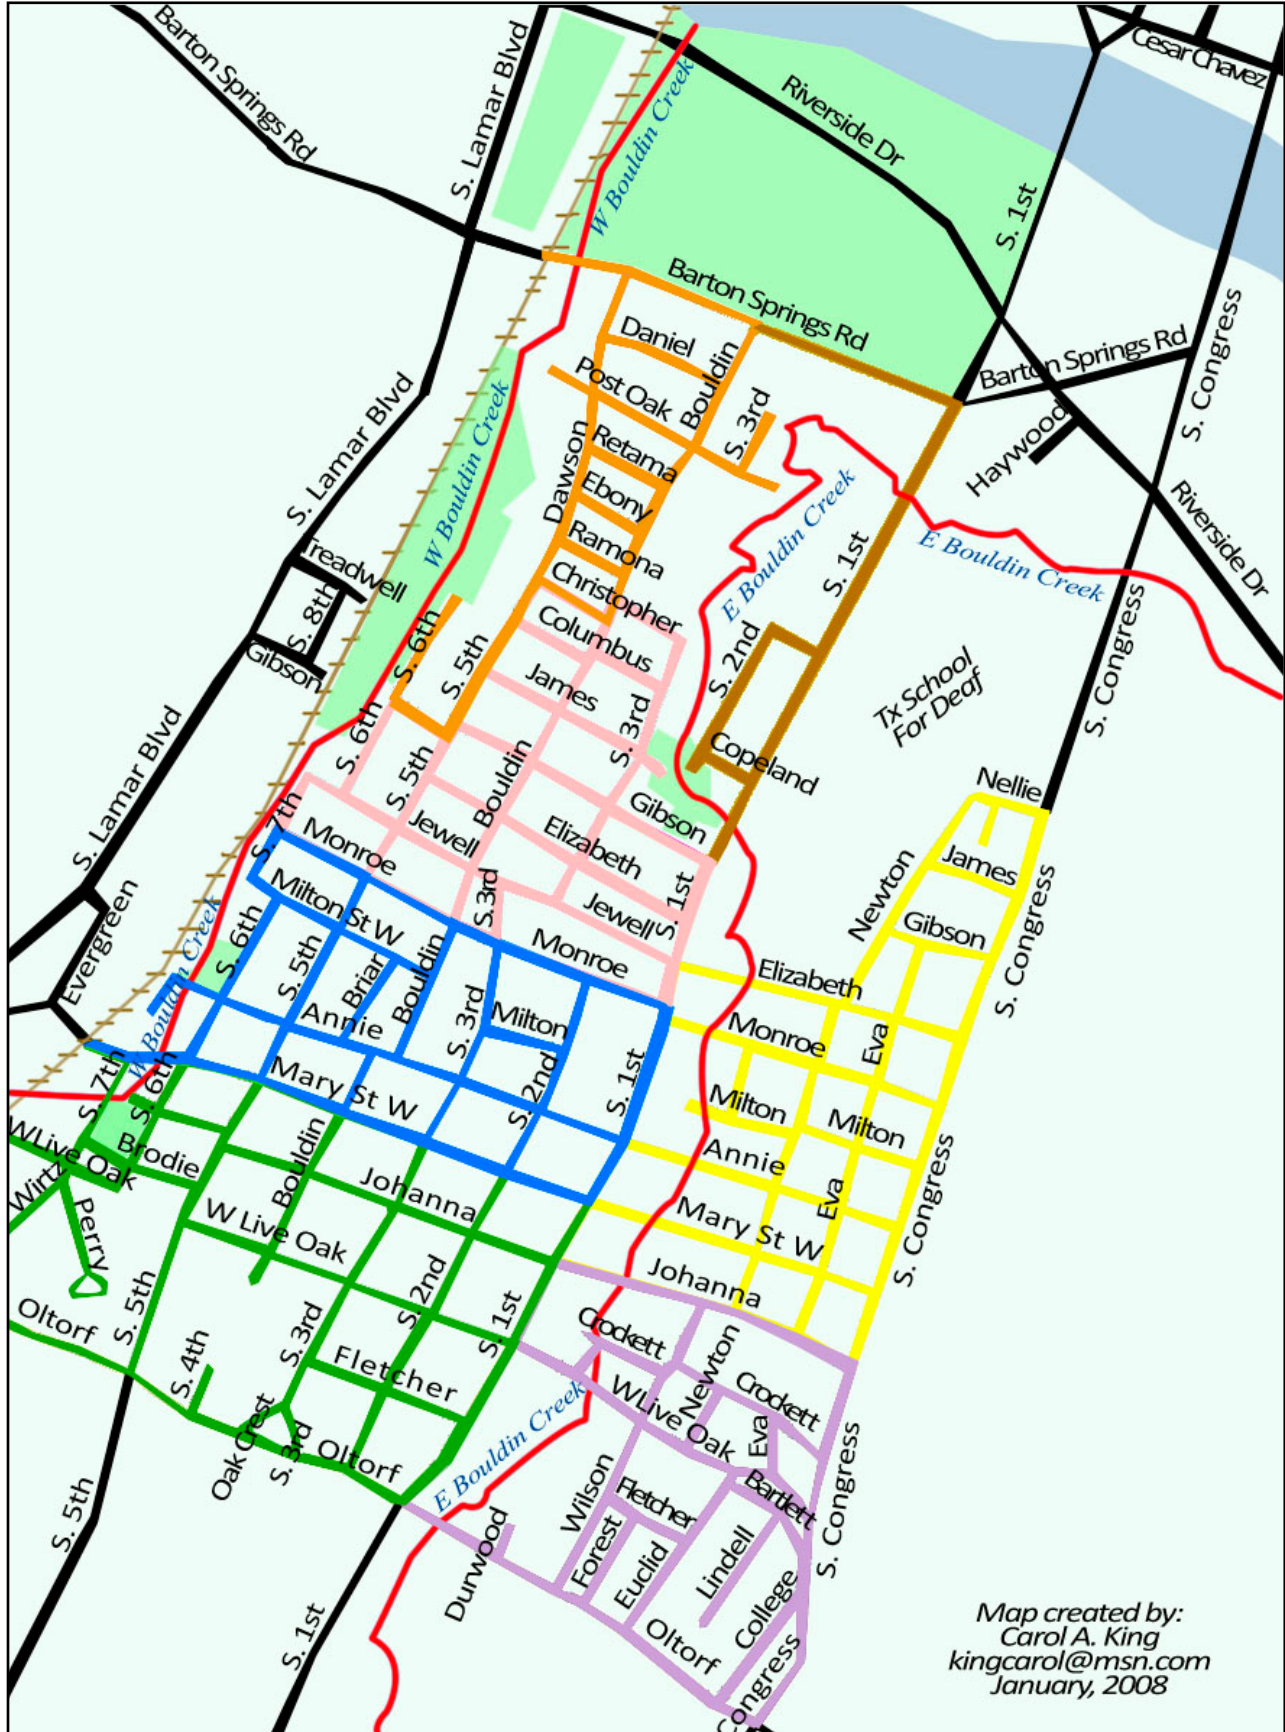 Barton Springs Rd
S. Lamar Blvd
W Bouldin Creek
Riverside Dr
Cesar Chavez
S. 1st
S. Congress
Barton Springs Rd
Barton Springs Rd
Daniel
Post Oak
Bouldin
S. 3rd
Haywood
S. Congress
S. Lamar Blvd
W Bouldin Creek
Dawson
Retama
Ebony
Ramona
Christopher
E Bouldin Creek
S. 1st
E Bouldin Creek
Riverside Dr
Treadwell
S. 8th
Gibson
S. 6th
S. 5th
Columbus
James
S. 3rd
S. 2nd
Copeland
Tx School
For Deaf
S. Congress
S. Lamar Blvd
S. 6th
S. 5th
Bouldin
Gibson
Nellie
S. 7th
Monroe
Jewell
Elizabeth
James
Newton
Gibson
S. Congress
Evergreen
W Bouldin Creek
S. 6th
Milton St W
S. 5th
Briar
Bouldin
S.3rd
Jewell
S. 1st
Monroe
Elizabeth
Annie
S. 3rd
Milton
S. 2nd
S. 1st
Monroe
Eva
S. 7th
S. 6th
Mary St W
Milton
Milton
Annie
W Live Oak
Brodie
Wirtz
Perry
Bouldin
Johanna
Mary St W
Eva
S. Congress
W Live Oak
S. 2nd
Johanna
Oltorf
S. 5th
S. 4th
S. 3rd
S. 1st
Fletcher
Crockett
Newton
Crockett
Oak Crest
S. 3rd
Oltorf
E Bouldin Creek
W Live Oak
Eva
Bartlett
S. Congress
S. 5th
Wilson
Fletcher
Durwood
Forest
Euclid
Lindell
College
Oltorf
Congress
S. 1st
Map created by:
Carol A. King
kingcarol@msn.com
January, 2008